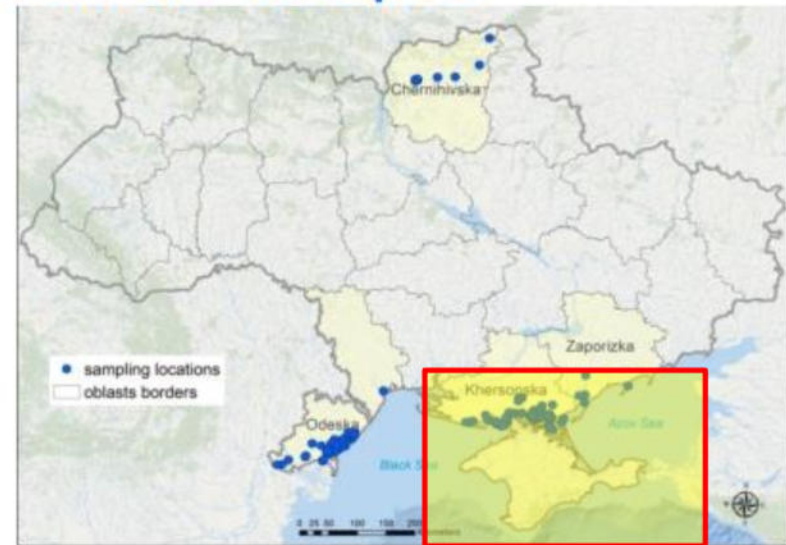 Chernihivska
Zaporizka
sampling locations
oblasts borders
Khersonska
Odeska
Azov Sea
Black Sea
0 25 50 100 150 200